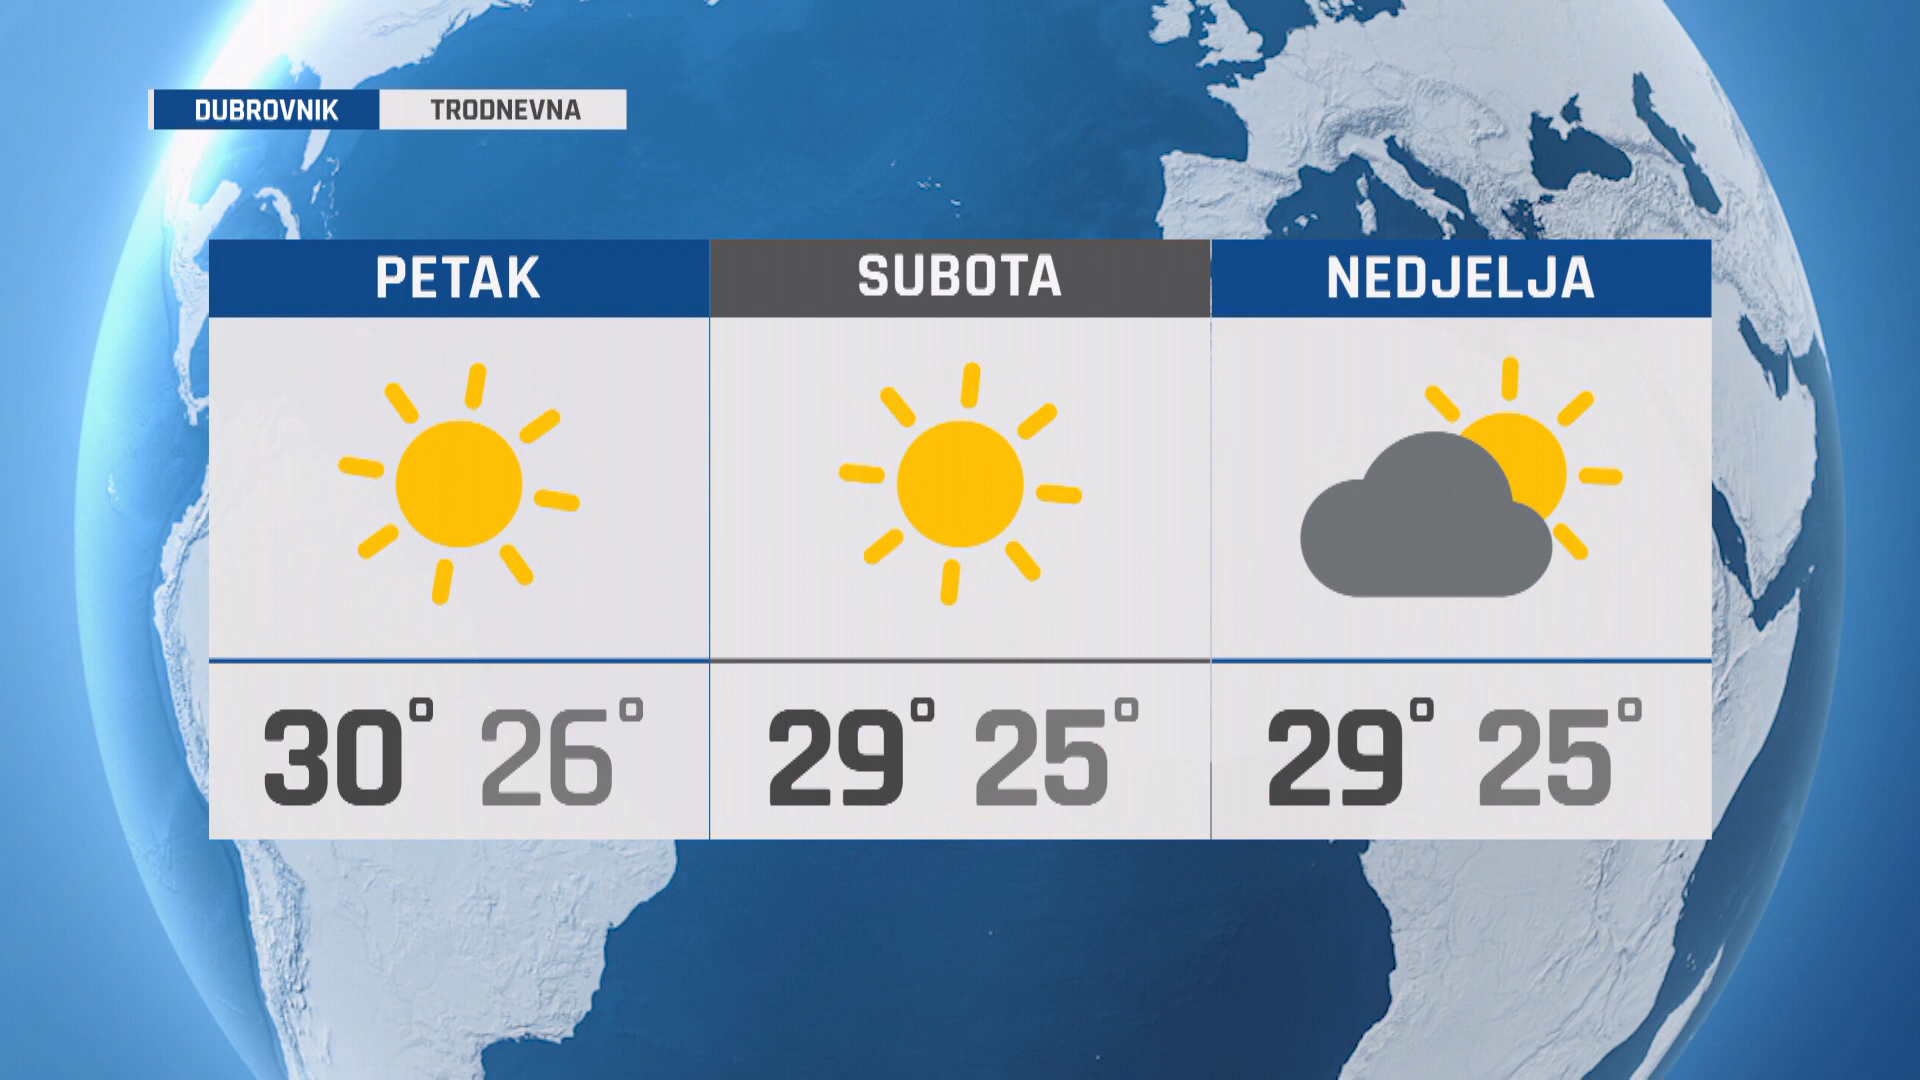 DUBROVNIK TRODNEVNA
PETAK SUBOTA NEDJELJA
30° 26° 29° 25° 29° 25°